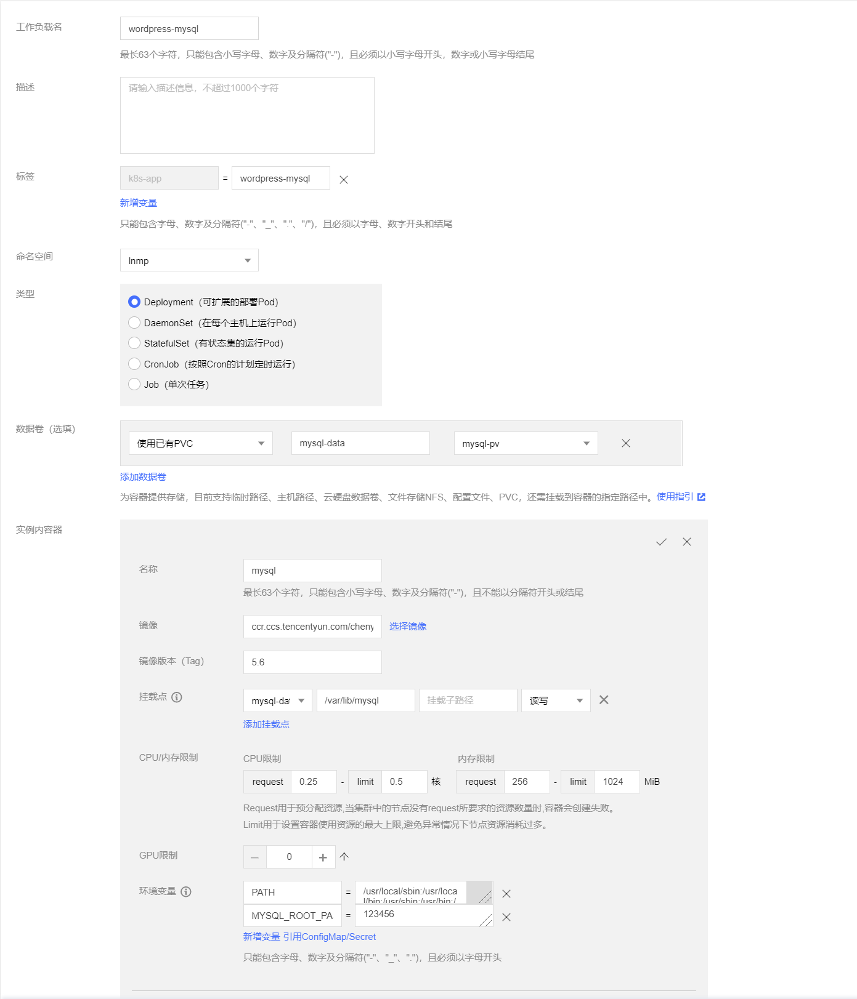 工作负载名
wordpress-mysql
最长63个字符，只能包含小写字母、数字及分隔符("-")，且必须以小写字母开头，数字或小写字母结尾
描述
请输入描述信息，不超过1000个字符
标签
k8s-app = wordpress-mysql
新增变量
只能包含字母、数字及分隔符("-"、"_"、"."、"/")，且必须以字母、数字开头和结尾
命名空间
lnmp
类型
Deployment（可扩展的部署Pod）
DaemonSet（在每个主机上运行Pod）
StatefulSet（有状态集的运行Pod）
CronJob（按照Cron的计划定时运行）
Job（单次任务）
数据卷（选填）
使用已有PVC mysql-data mysql-pv
添加数据卷
为容器提供存储，目前支持临时路径、主机路径、云硬盘数据卷、文件存储NFS、配置文件、PVC，还需挂载到容器的指定路径中。使用指引
实例内容器
名称
mysql
最长63个字符，只能包含小写字母、数字及分隔符("-")，且不能以分隔符开头或结尾
镜像
ccr.ccs.tencentyun.com/cheny 选择镜像
镜像版本（Tag）
5.6
挂载点
mysql-dat /var/lib/mysql 挂载子路径 读写
添加挂载点
CPU/内存限制
CPU限制 内存限制
request 0.25 - limit 0.5 核 request 256 - limit 1024 MiB
Request用于预分配资源,当集群中的节点没有request所要求的资源数量时,容器会创建失败。
Limit用于设置容器使用资源的最大上限,避免异常情况下节点资源消耗过多。
GPU限制
0 个
环境变量
PATH = /usr/local/sbin:/usr/loca
l/bin:/usr/sbin:/usr/bin:/
MYSQL_ROOT_PA = 123456
新增变量 引用ConfigMap/Secret
只能包含字母、数字及分隔符("-"、"_"、".")，且必须以字母开头